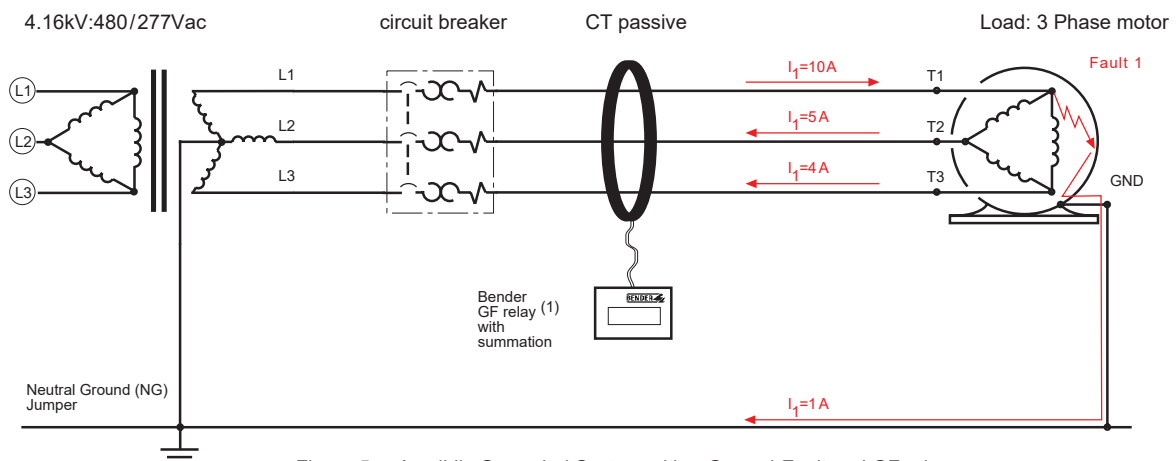 4.16kV:480/277Vac
circuit breaker
CT passive
Load: 3 Phase motor
Fault 1
L1
L1
I1=10A
T1
L2
L2
I1=5A
T2
L3
L3
I1=4A
T3
GND
Bender
GF relay (1)
with
summation
BENDER
Neutral Ground (NG)
Jumper
I1=1A